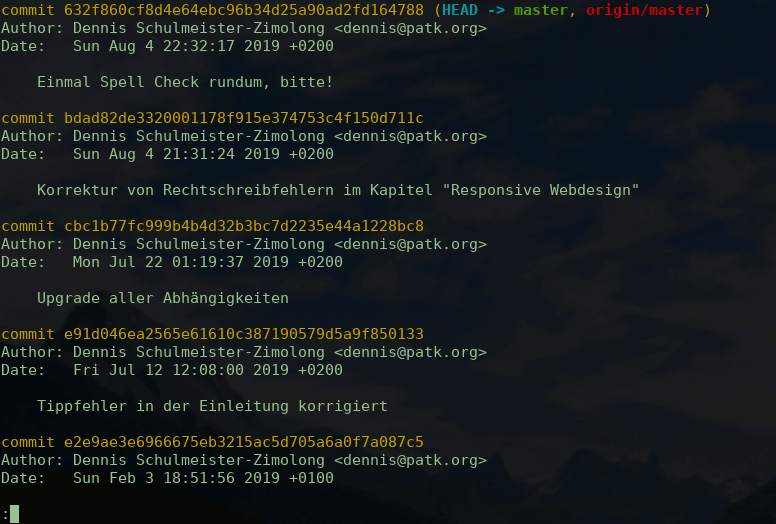 commit 632f860cf8d4e64ebc96b34d25a90ad2fd164788 (HEAD -> master, origin/master)
Author: Dennis Schulmeister-Zimolong <dennis@patk.org>
Date:   Sun Aug 4 22:32:17 2019 +0200
    Einmal Spell Check rundum, bitte!
commit bdad82de3320001178f915e374753c4f150d711c
Author: Dennis Schulmeister-Zimolong <dennis@patk.org>
Date:   Sun Aug 4 21:31:24 2019 +0200
    Korrektur von Rechtschreibfehlern im Kapitel "Responsive Webdesign"
commit cbc1b77fc999b4b4d32b3bc7d2235e44a1228bc8
Author: Dennis Schulmeister-Zimolong <dennis@patk.org>
Date:   Mon Jul 22 01:19:37 2019 +0200
    Upgrade aller Abhängigkeiten
commit e91d046ea2565e61610c387190579d5a9f850133
Author: Dennis Schulmeister-Zimolong <dennis@patk.org>
Date:   Fri Jul 12 12:08:00 2019 +0200
    Tippfehler in der Einleitung korrigiert
commit e2e9ae3e6966675eb3215ac5d705a6a0f7a087c5
Author: Dennis Schulmeister-Zimolong <dennis@patk.org>
Date:   Sun Feb 3 18:51:56 2019 +0100
: